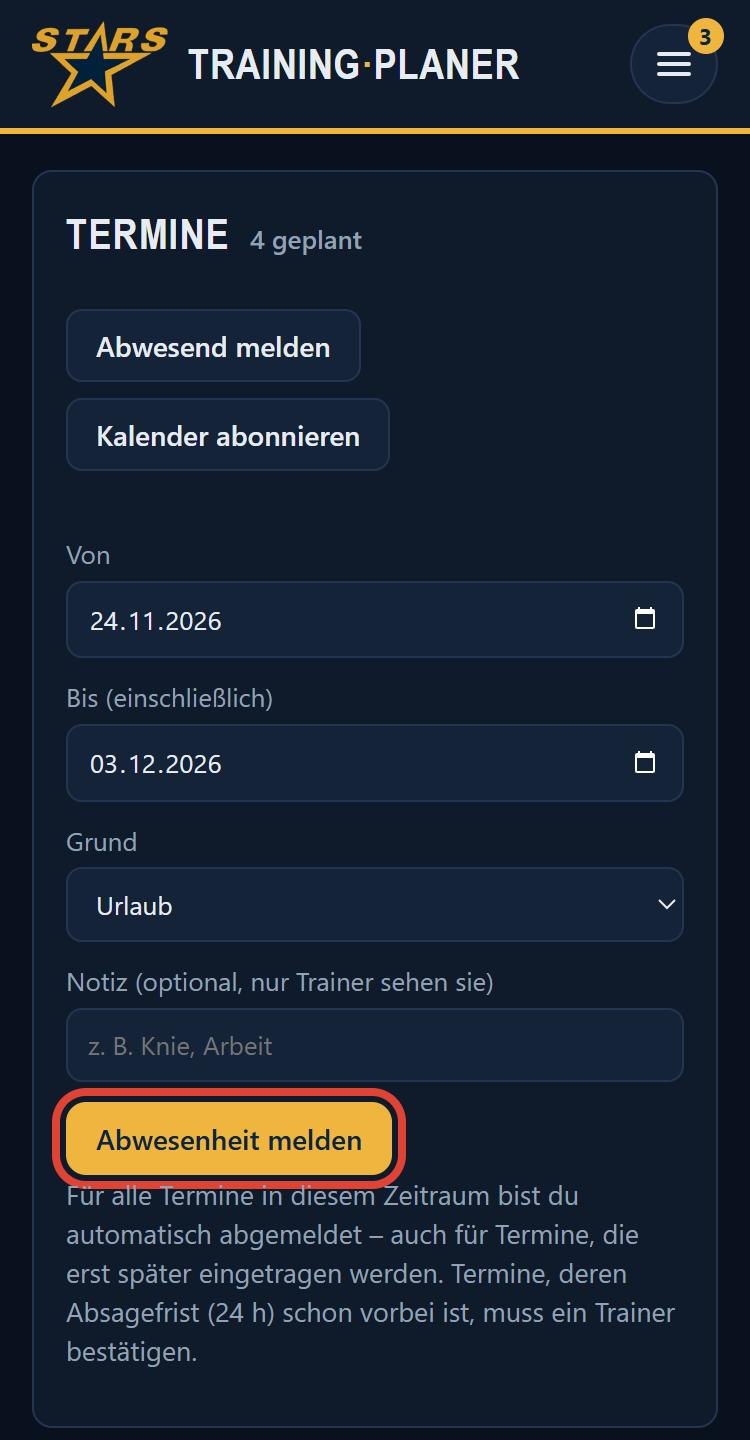 STARS
TRAINING·PLANER
3
TERMINE 4 geplant
Abwesend melden
Kalender abonnieren
Von
24.11.2026
Bis (einschließlich)
03.12.2026
Grund
Urlaub
Notiz (optional, nur Trainer sehen sie)
z. B. Knie, Arbeit
Abwesenheit melden
Für alle Termine in diesem Zeitraum bist du
automatisch abgemeldet – auch für Termine, die
erst später eingetragen werden. Termine, deren
Absagefrist (24 h) schon vorbei ist, muss ein Trainer
bestätigen.